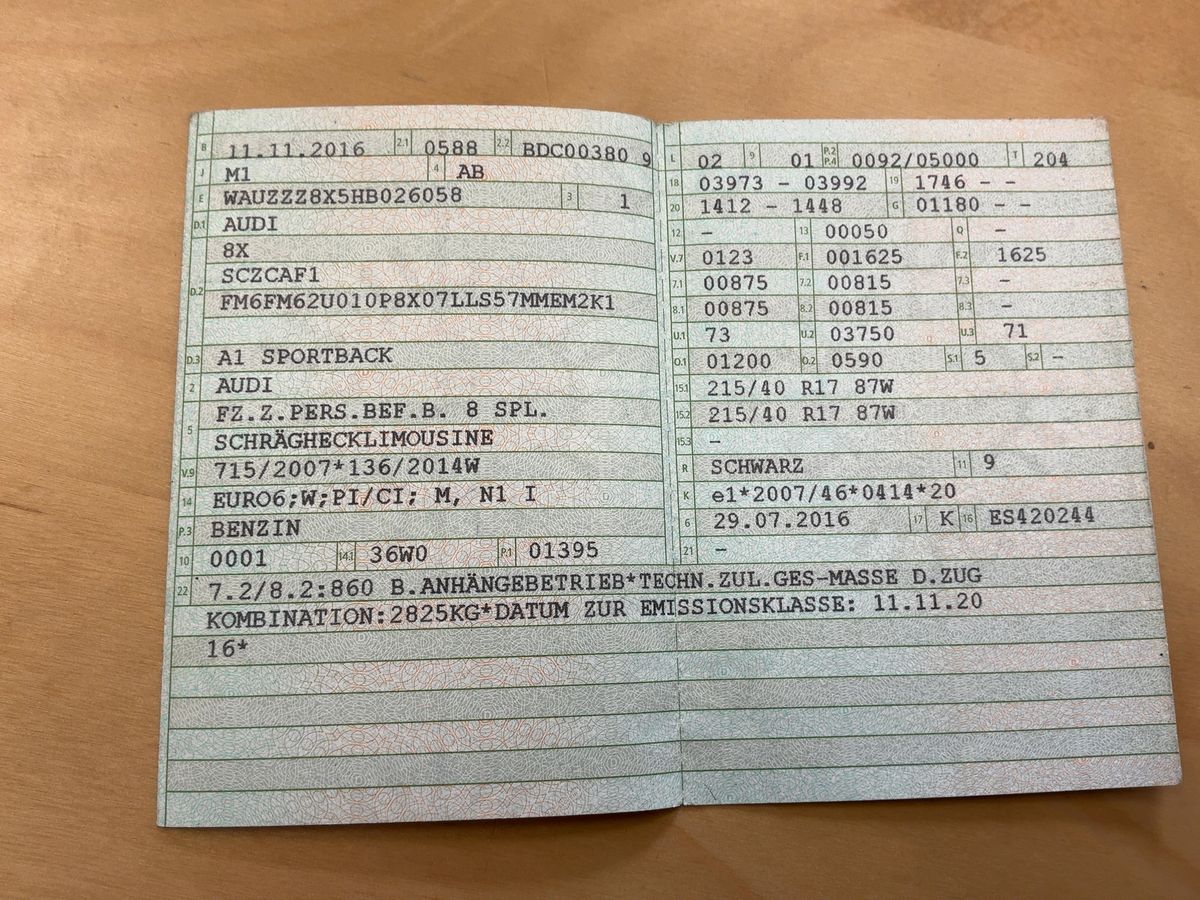 B 11.11.2016 2.1 0588 2.2 BDC00380 9
J M1 4 AB
E WAUZZZ8X5HB026058 3 1
D.1 AUDI
8X
D.2 SCZCAF1
FM6FM62U010P8X07LLS57MMEM2K1
D.3 A1 SPORTBACK
2 AUDI
5 FZ.Z.PERS.BEF.B. 8 SPL.
SCHRÄGHECKLIMOUSINE
V.9 715/2007*136/2014W
14 EURO6;W;PI/CI; M, N1 I
P.3 BENZIN
10 0001 14.1 36W0 P.1 01395
L 02 9 01 P.2 P.4 0092/05000 T 204
18 03973 - 03992 19 1746 - -
20 1412 - 1448 G 01180 - -
12 - 13 00050 Q -
V.7 0123 F.1 001625 F.2 1625
7.1 00875 7.2 00815 7.3 -
8.1 00875 8.2 00815 8.3 -
U.1 73 U.2 03750 U.3 71
O.1 01200 O.2 0590 S.1 5 S.2 -
15.1 215/40 R17 87W
15.2 215/40 R17 87W
15.3 -
R SCHWARZ 11 9
K e1*2007/46*0414*20
6 29.07.2016 17 K 16 ES420244
21 -
22 7.2/8.2:860 B.ANHÄNGEBETRIEB*TECHN.ZUL.GES-MASSE D.ZUG
KOMBINATION:2825KG*DATUM ZUR EMISSIONSKLASSE: 11.11.20
16*